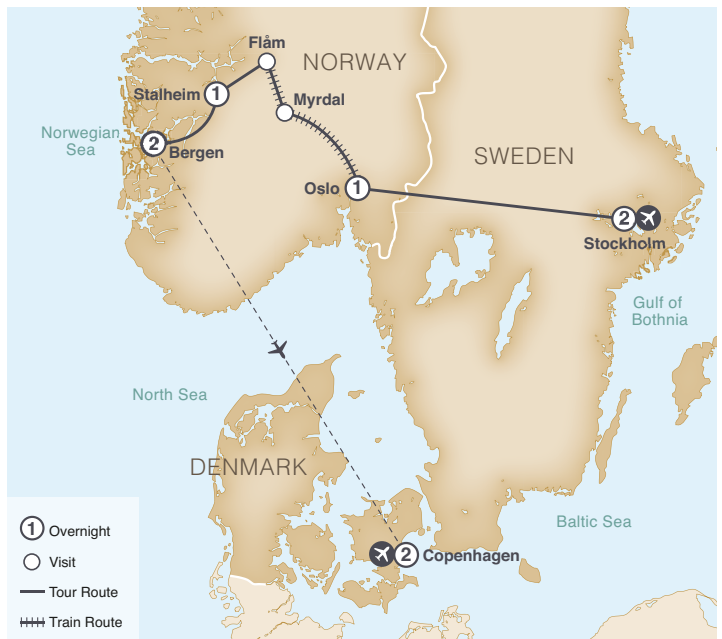 Flåm
NORWAY
Stalheim
1
Myrdal
Norwegian
Sea
2
Bergen
SWEDEN
Oslo
1
2
Stockholm
Gulf of
Bothnia
North Sea
DENMARK
Baltic Sea
2
Copenhagen
1 Overnight
Visit
Tour Route
Train Route